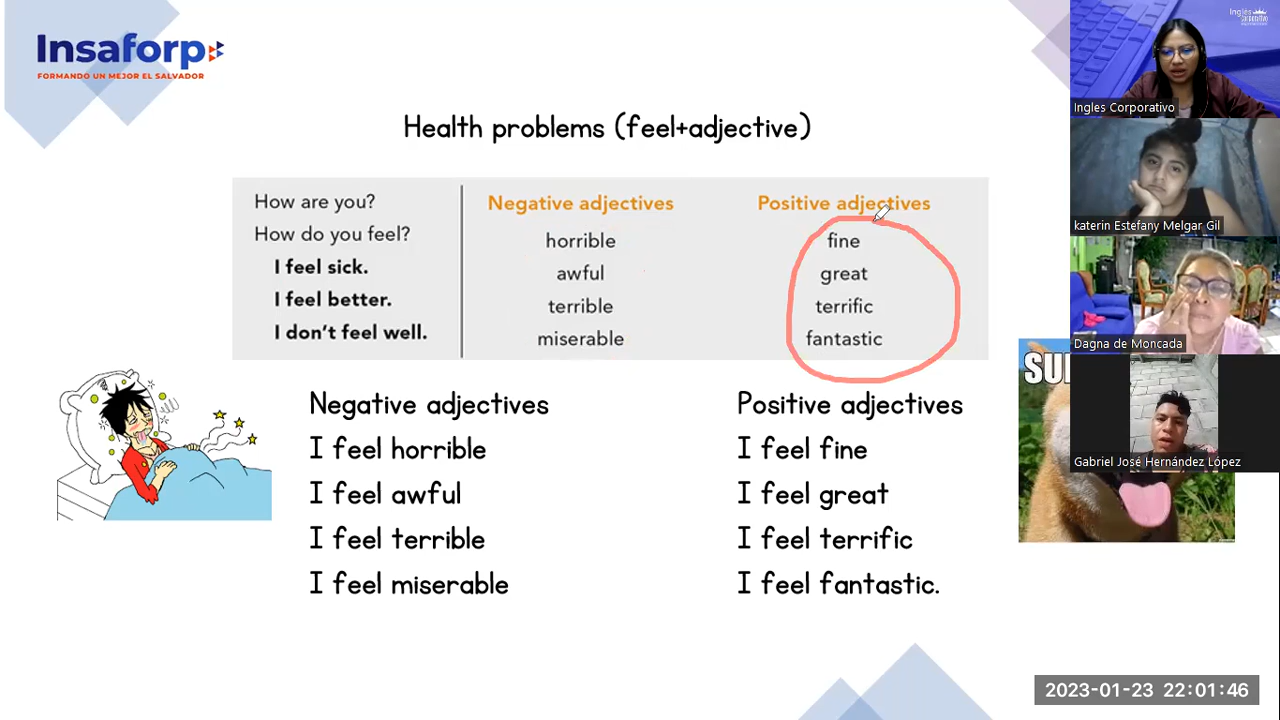 Insaforp
FORMANDO UN MEJOR EL SALVADOR
Health problems (feel+adjective)
How are you?
How do you feel?
I feel sick.
I feel better.
I don't feel well.
Negative adjectives
horrible
awful
terrible
miserable
Positive adjectives
fine
great
terrific
fantastic
Negative adjectives
I feel horrible
I feel awful
I feel terrible
I feel miserable
Positive adjectives
I feel fine
I feel great
I feel terrific
I feel fantastic.
SU
Inglés
Ingles Corporativo
katerin Estefany Melgar Gil
Dagna de Moncada
Gabriel José Hernández López
2023-01-23 22:01:46